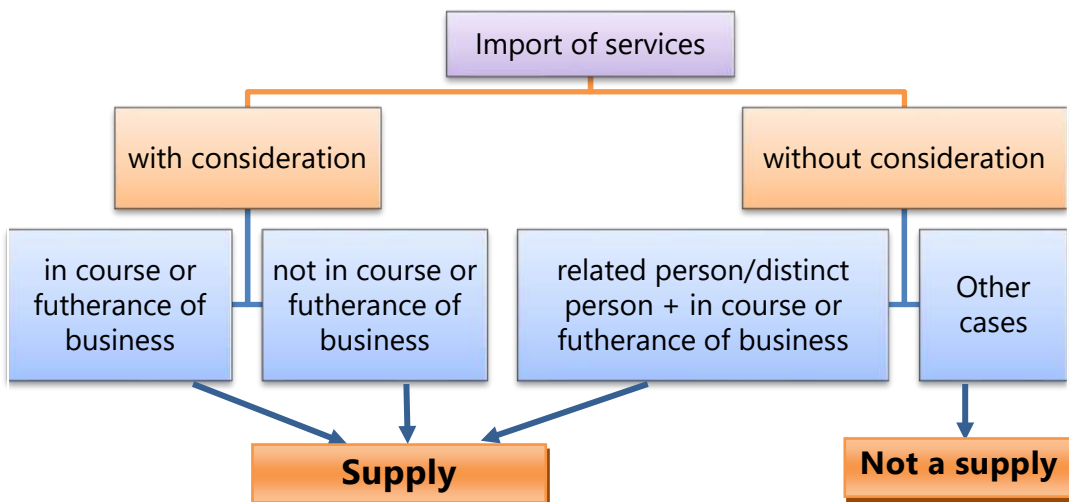 Import of services
with consideration
without consideration
in course or
futherance of
business
not in course or
futherance of
business
related person/distinct
person + in course or
futherance of business
Other
cases
Supply
Not a supply